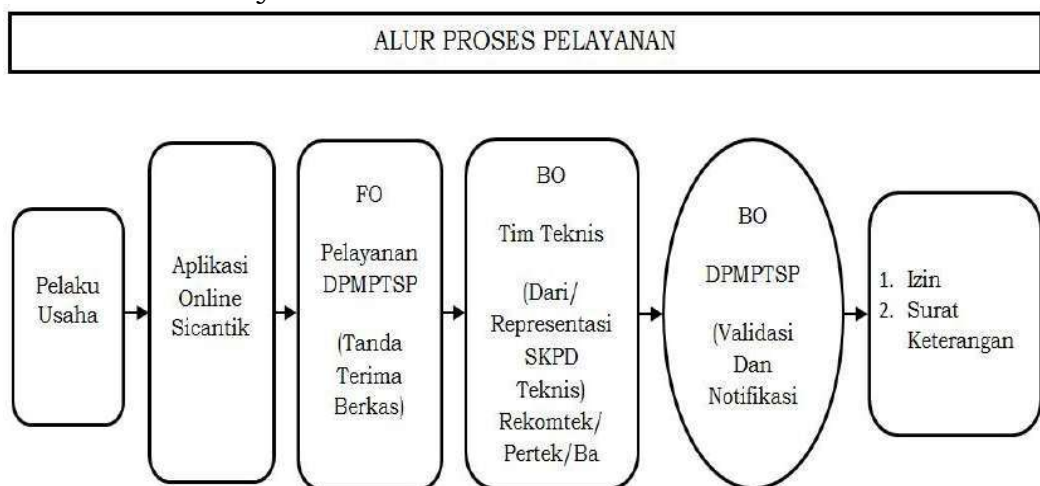 ALUR PROSES PELAYANAN
Pelaku
Usaha
Aplikasi
Online
Sicantik
FO
Pelayanan
DPMPTSP
(Tanda
Terima
Berkas)
BO
Tim Teknis
(Dari/
Representasi
SKPD
Teknis)
Rekomtek/
Pertek/Ba
BO
DPMPTSP
(Validasi
Dan
Notifikasi
1. Izin
2. Surat
Keterangan